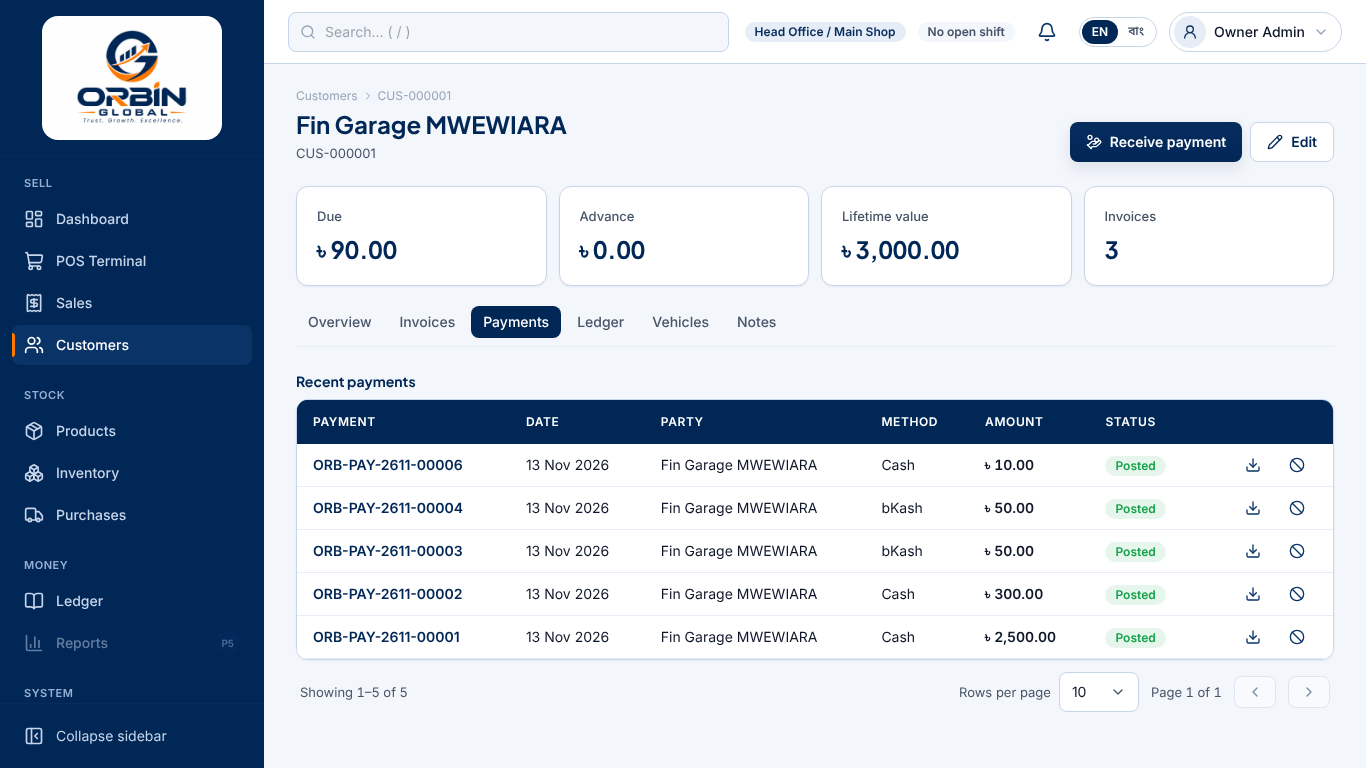 ORBIN
GLOBAL
Trust. Growth. Excellence.
Search... ( / )
Head Office / Main Shop
No open shift
EN
বাং
Owner Admin
SELL
Dashboard
POS Terminal
Sales
Customers
STOCK
Products
Inventory
Purchases
MONEY
Ledger
Reports P5
SYSTEM
Collapse sidebar
Customers > CUS-000001
Fin Garage MWEWIARA
CUS-000001
Receive payment
Edit
Due
৳ 90.00
Advance
৳ 0.00
Lifetime value
৳ 3,000.00
Invoices
3
Overview Invoices Payments Ledger Vehicles Notes
Recent payments
PAYMENT DATE PARTY METHOD AMOUNT STATUS
ORB-PAY-2611-00006 13 Nov 2026 Fin Garage MWEWIARA Cash ৳ 10.00 Posted
ORB-PAY-2611-00004 13 Nov 2026 Fin Garage MWEWIARA bKash ৳ 50.00 Posted
ORB-PAY-2611-00003 13 Nov 2026 Fin Garage MWEWIARA bKash ৳ 50.00 Posted
ORB-PAY-2611-00002 13 Nov 2026 Fin Garage MWEWIARA Cash ৳ 300.00 Posted
ORB-PAY-2611-00001 13 Nov 2026 Fin Garage MWEWIARA Cash ৳ 2,500.00 Posted
Showing 1–5 of 5
Rows per page 10 Page 1 of 1